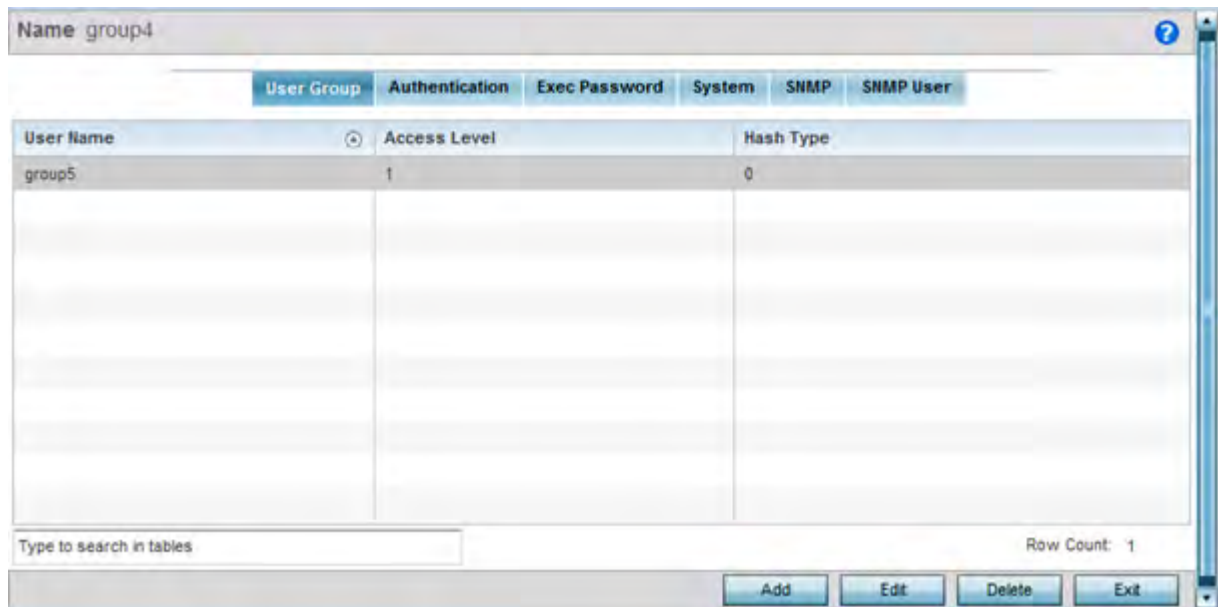 Name group4
?
User Group Authentication Exec Password System SNMP SNMP User
User Name Access Level Hash Type
group5 1 0
Type to search in tables Row Count: 1
Add Edit Delete Exit